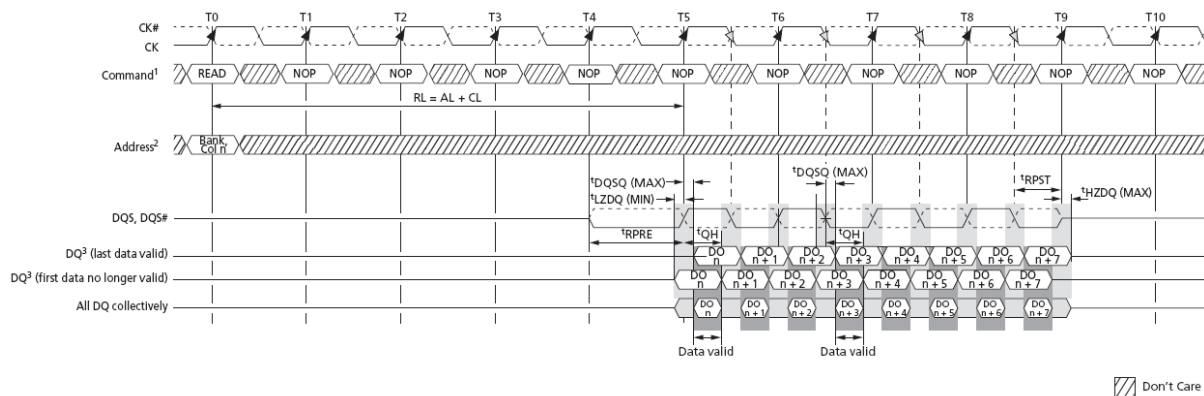 T0 T1 T2 T3 T4 T5 T6 T7 T8 T9 T10
CK#
CK
Command¹ READ NOP NOP NOP NOP NOP NOP NOP NOP NOP NOP
RL = AL + CL
Address² Bank, Col n
tDQSQ (MAX) tDQSQ (MAX) tRPST
tLZDQ (MIN) tHZDQ (MAX)
DQS, DQS#
tRPRE tQH tQH
DQ³ (last data valid) DO n DO n + 1 DO n + 2 DO n + 3 DO n + 4 DO n + 5 DO n + 6 DO n + 7
DQ³ (first data no longer valid) DO n DO n + 1 DO n + 2 DO n + 3 DO n + 4 DO n + 5 DO n + 6 DO n + 7
All DQ collectively DO n DO n + 1 DO n + 2 DO n + 3 DO n + 4 DO n + 5 DO n + 6 DO n + 7
Data valid Data valid
Don't Care